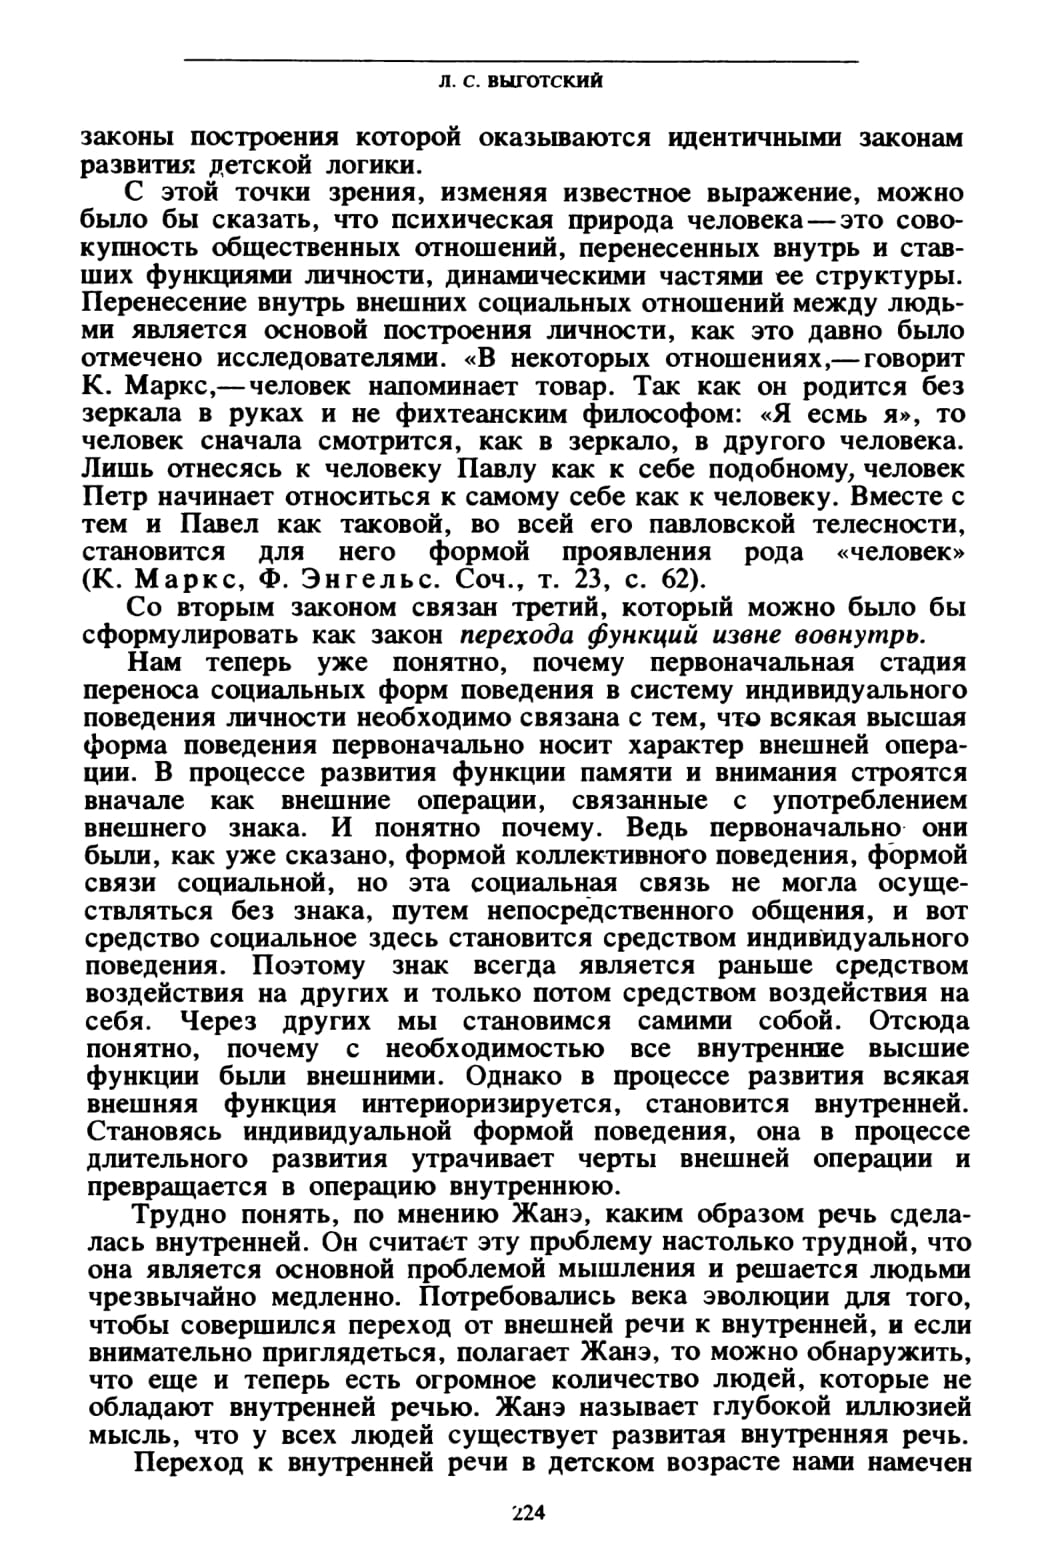 Л. С. ВЫГОТСКИЙ
законы построения которой оказываются идентичными законам
развития детской логики.
С этой точки зрения, изменяя известное выражение, можно
было бы сказать, что психическая природа человека — это сово-
купность общественных отношений, перенесенных внутрь и став-
ших функциями личности, динамическими частями ее структуры.
Перенесение внутрь внешних социальных отношений между людь-
ми является основой построения личности, как это давно было
отмечено исследователями. «В некоторых отношениях,— говорит
К. Маркс,— человек напоминает товар. Так как он родится без
зеркала в руках и не фихтеанским философом: «Я есмь я», то
человек сначала смотрится, как в зеркало, в другого человека.
Лишь отнесясь к человеку Павлу как к себе подобному, человек
Петр начинает относиться к самому себе как к человеку. Вместе с
тем и Павел как таковой, во всей его павловской телесности,
становится для него формой проявления рода «человек»
(К. Маркс, Ф. Энгельс. Соч., т. 23, с. 62).
Со вторым законом связан третий, который можно было бы
сформулировать как закон перехода функций извне вовнутрь.
Нам теперь уже понятно, почему первоначальная стадия
переноса социальных форм поведения в систему индивидуального
поведения личности необходимо связана с тем, что всякая высшая
форма поведения первоначально носит характер внешней опера-
ции. В процессе развития функции памяти и внимания строятся
вначале как внешние операции, связанные с употреблением
внешнего знака. И понятно почему. Ведь первоначально они
были, как уже сказано, формой коллективного поведения, формой
связи социальной, но эта социальная связь не могла осуще-
ствляться без знака, путем непосредственного общения, и вот
средство социальное здесь становится средством индивидуального
поведения. Поэтому знак всегда является раньше средством
воздействия на других и только потом средством воздействия на
себя. Через других мы становимся самими собой. Отсюда
понятно, почему с необходимостью все внутренние высшие
функции были внешними. Однако в процессе развития всякая
внешняя функция интериоризируется, становится внутренней.
Становясь индивидуальной формой поведения, она в процессе
длительного развития утрачивает черты внешней операции и
превращается в операцию внутреннюю.
Трудно понять, по мнению Жанэ, каким образом речь сдела-
лась внутренней. Он считает эту проблему настолько трудной, что
она является основной проблемой мышления и решается людьми
чрезвычайно медленно. Потребовались века эволюции для того,
чтобы совершился переход от внешней речи к внутренней, и если
внимательно приглядеться, полагает Жанэ, то можно обнаружить,
что еще и теперь есть огромное количество людей, которые не
обладают внутренней речью. Жанэ называет глубокой иллюзией
мысль, что у всех людей существует развитая внутренняя речь.
Переход к внутренней речи в детском возрасте нами намечен
224